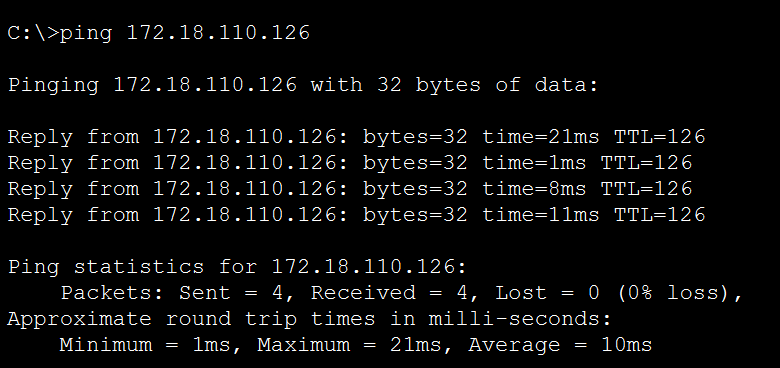 C:\>ping 172.18.110.126
Pinging 172.18.110.126 with 32 bytes of data:
Reply from 172.18.110.126: bytes=32 time=21ms TTL=126
Reply from 172.18.110.126: bytes=32 time=1ms TTL=126
Reply from 172.18.110.126: bytes=32 time=8ms TTL=126
Reply from 172.18.110.126: bytes=32 time=11ms TTL=126
Ping statistics for 172.18.110.126:
    Packets: Sent = 4, Received = 4, Lost = 0 (0% loss),
Approximate round trip times in milli-seconds:
    Minimum = 1ms, Maximum = 21ms, Average = 10ms